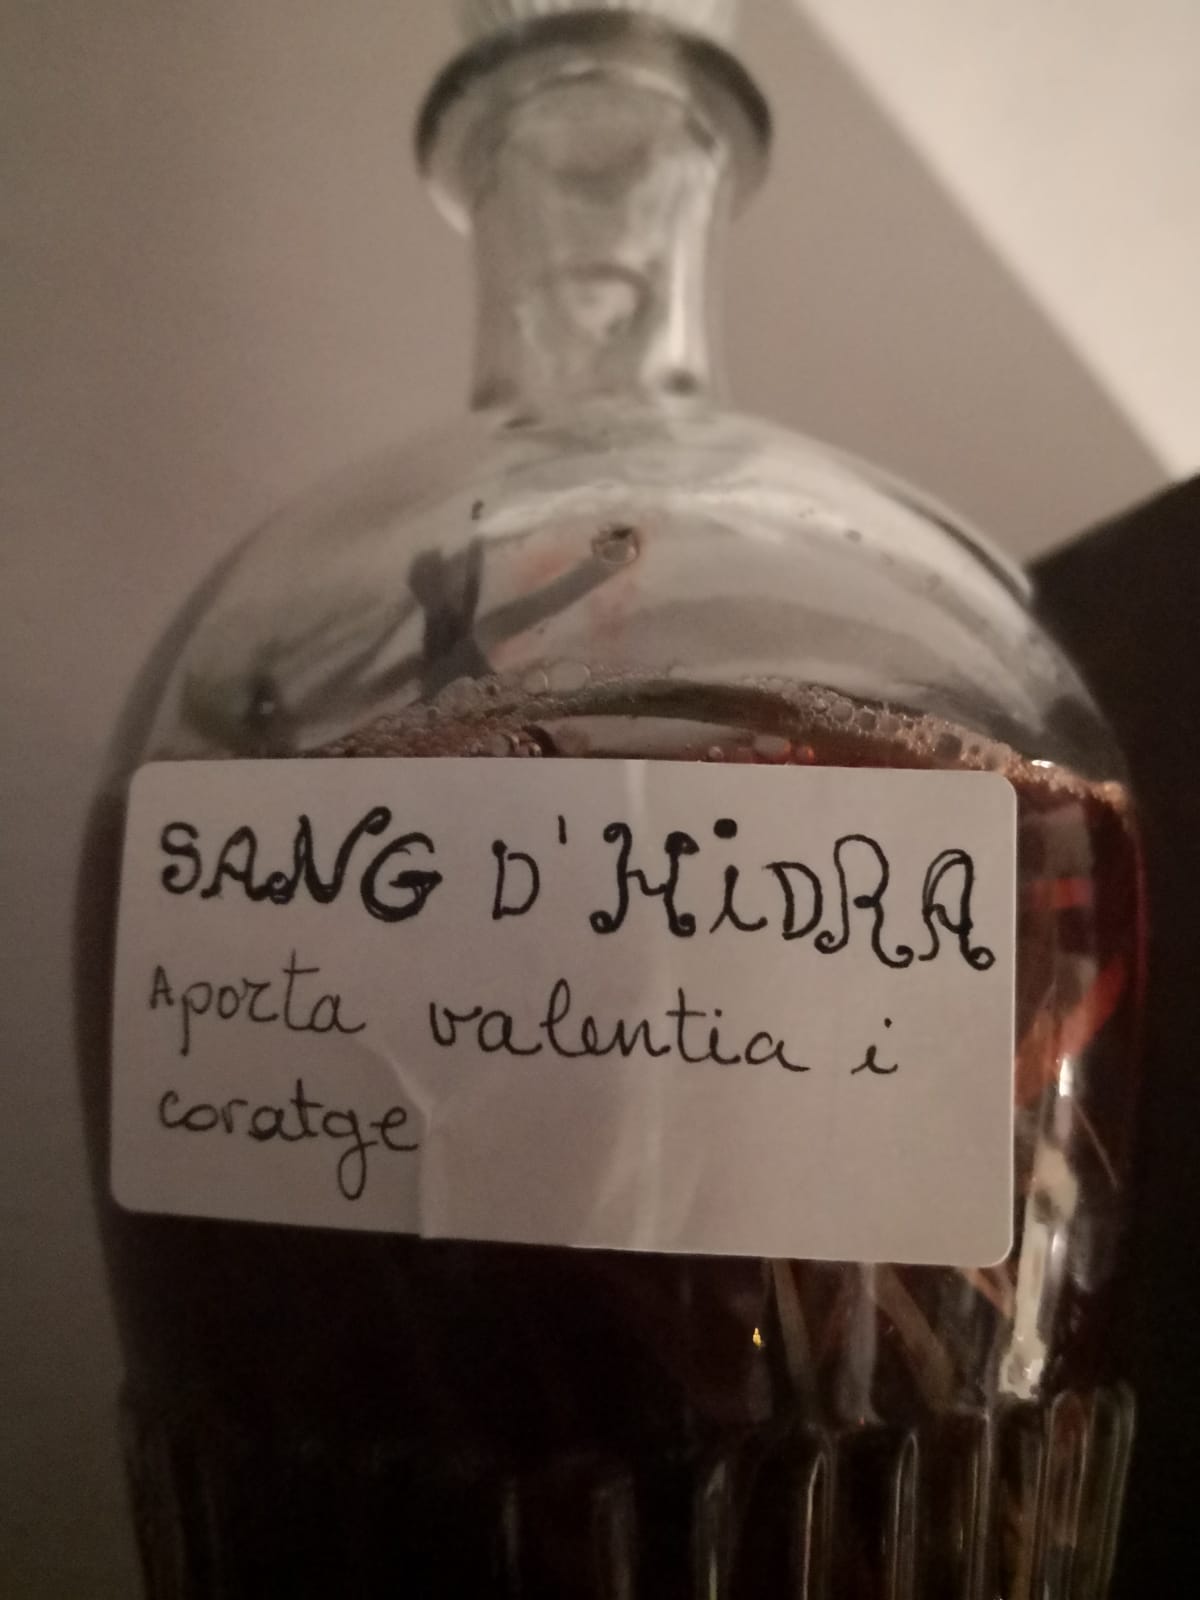 SANG D'HiDRA
Aporta valentia i
coratge